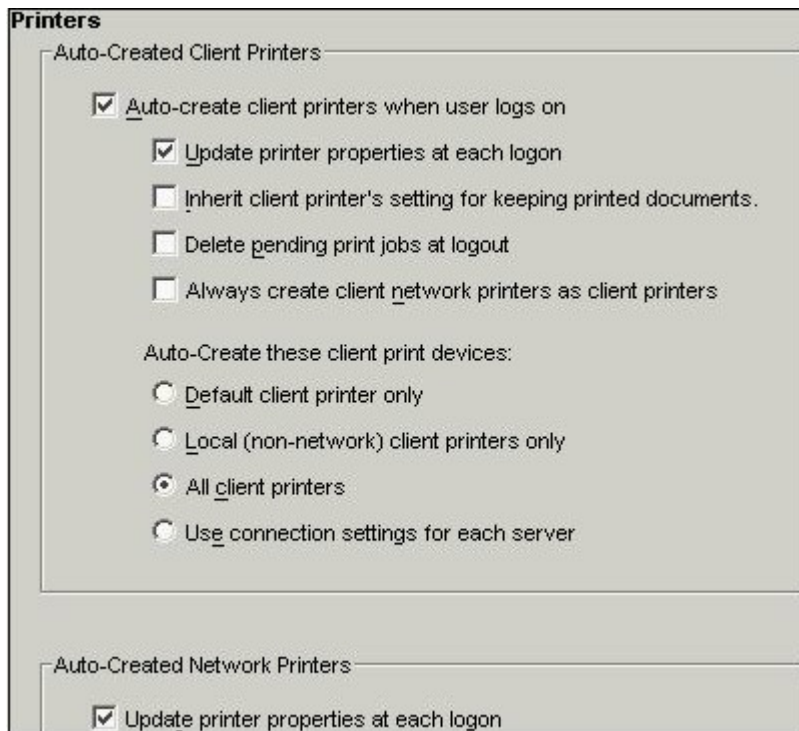 Printers
Auto-Created Client Printers
Auto-create client printers when user logs on
Update printer properties at each logon
Inherit client printer's setting for keeping printed documents.
Delete pending print jobs at logout
Always create client network printers as client printers
Auto-Create these client print devices:
Default client printer only
Local (non-network) client printers only
All client printers
Use connection settings for each server
Auto-Created Network Printers
Update printer properties at each logon